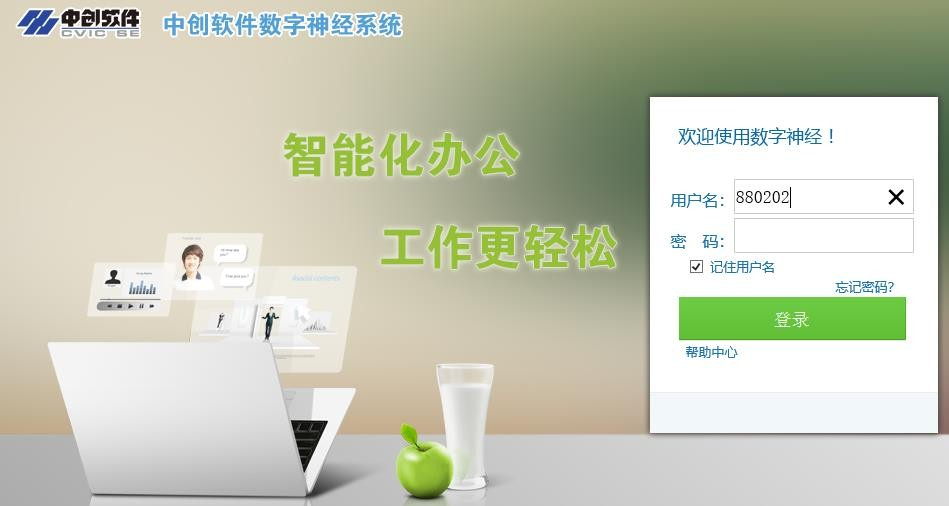 中创软件
CVIC SE
中创软件数字神经系统
智能化办公
工作更轻松
欢迎使用数字神经！
用户名：
880202
密 码：
记住用户名
忘记密码?
登录
帮助中心